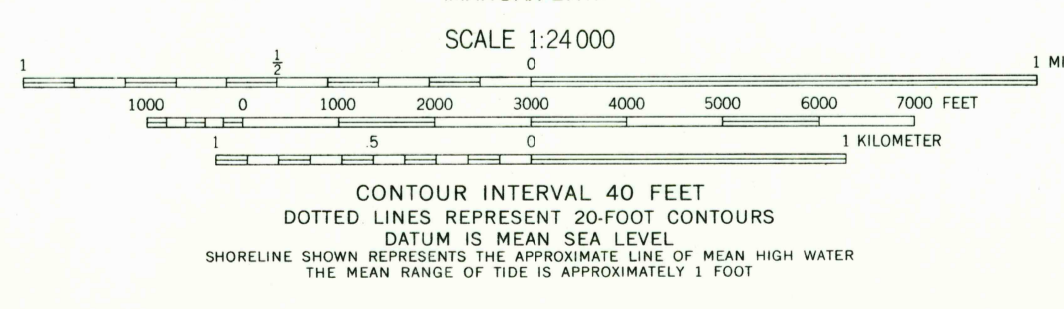 SCALE 1:24 000
1 1/2 0 1
1000 0 1000 2000 3000 4000 5000 6000 7000 FEET
1 .5 0 1 KILOMETER
CONTOUR INTERVAL 40 FEET
DOTTED LINES REPRESENT 20-FOOT CONTOURS
DATUM IS MEAN SEA LEVEL
SHORELINE SHOWN REPRESENTS THE APPROXIMATE LINE OF MEAN HIGH WATER
THE MEAN RANGE OF TIDE IS APPROXIMATELY 1 FOOT